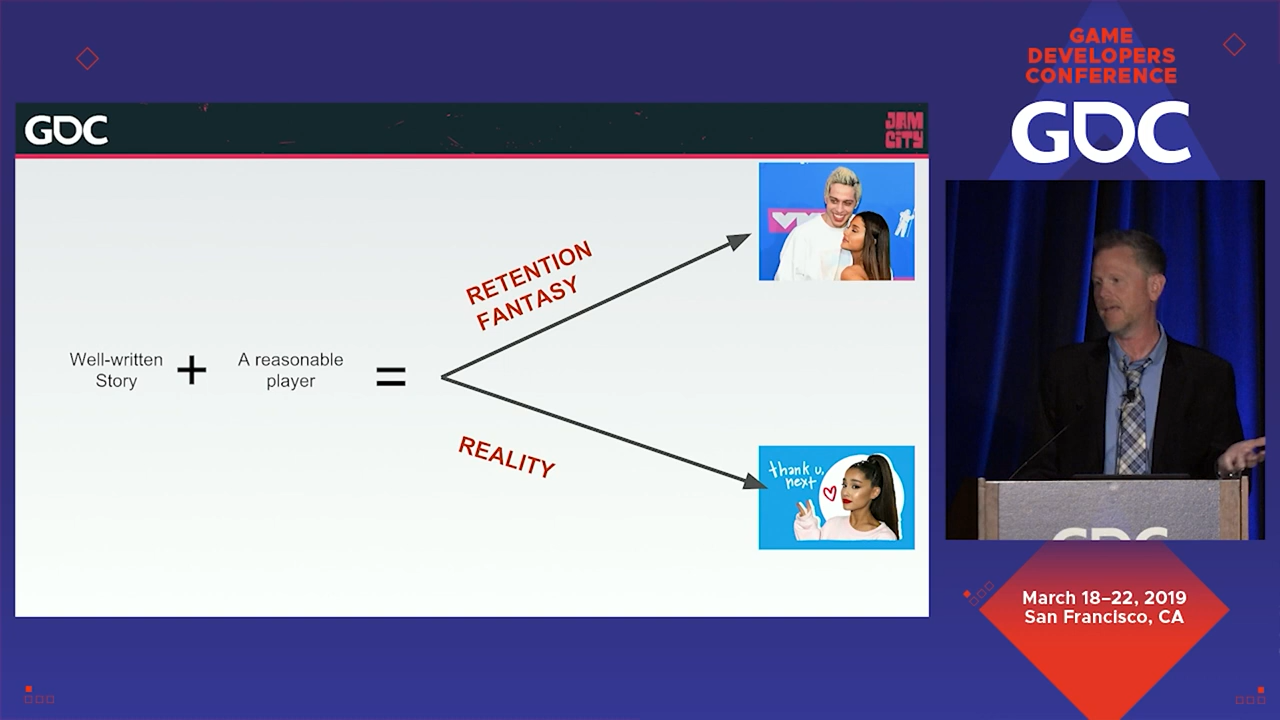 GAME
DEVELOPERS
CONFERENCE
GDC
GDC
JAM
CITY
RETENTION
FANTASY
Well-written
Story
+
A reasonable
player
=
REALITY
thank u,
next
GDC
March 18–22, 2019
San Francisco, CA